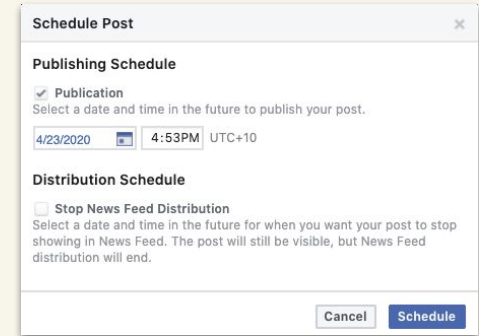 Schedule Post ×
Publishing Schedule
Publication
Select a date and time in the future to publish your post.
4/23/2020 4:53PM UTC+10
Distribution Schedule
Stop News Feed Distribution
Select a date and time in the future for when you want your post to stop
showing in News Feed. The post will still be visible, but News Feed
distribution will end.
Cancel Schedule